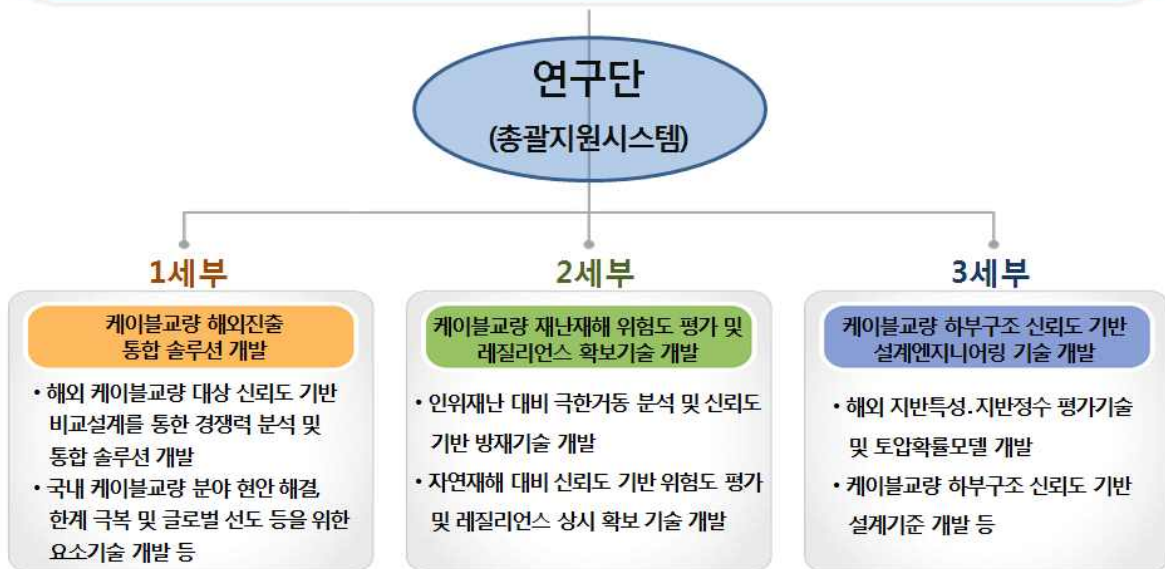 연구단
(총괄지원시스템)
1세부
케이블교량 해외진출
통합 솔루션 개발
• 해외 케이블교량 대상 신뢰도 기반
비교설계를 통한 경쟁력 분석 및
통합 솔루션 개발
• 국내 케이블교량 분야 현안 해결,
한계 극복 및 글로벌 선도 등을 위한
요소기술 개발 등
2세부
케이블교량 재난재해 위험도 평가 및
레질리언스 확보기술 개발
• 인위재난 대비 극한거동 분석 및 신뢰도
기반 방재기술 개발
• 자연재해 대비 신뢰도 기반 위험도 평가
및 레질리언스 상시 확보 기술 개발
3세부
케이블교량 하부구조 신뢰도 기반
설계엔지니어링 기술 개발
• 해외 지반특성.지반정수 평가기술
및 토압확률모델 개발
• 케이블교량 하부구조 신뢰도 기반
설계기준 개발 등